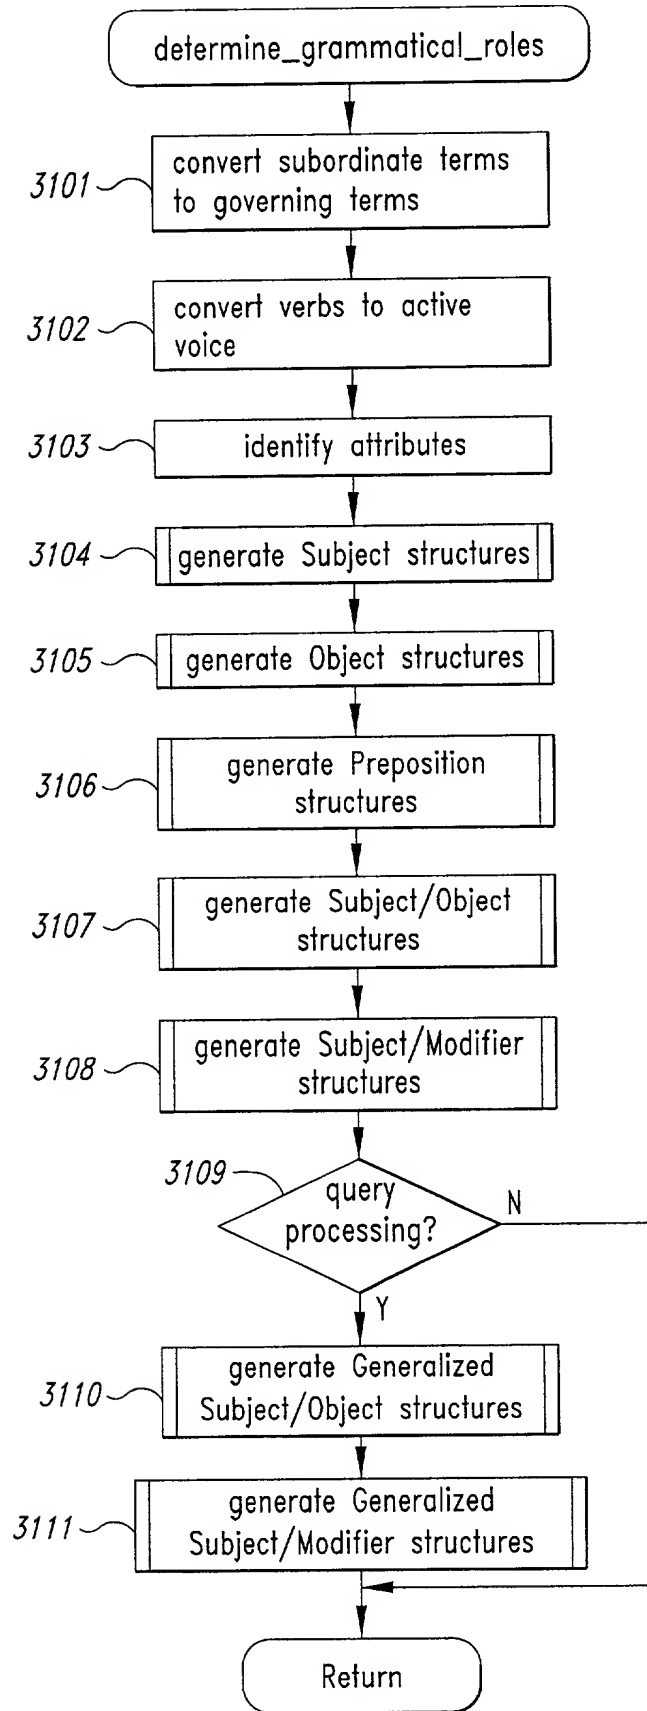 determine_grammatical_roles
3101
convert subordinate terms
to governing terms
3102
convert verbs to active
voice
3103
identify attributes
3104
generate Subject structures
3105
generate Object structures
3106
generate Preposition
structures
3107
generate Subject/Object
structures
3108
generate Subject/Modifier
structures
3109
query
processing?
N
Y
3110
generate Generalized
Subject/Object structures
3111
generate Generalized
Subject/Modifier structures
Return